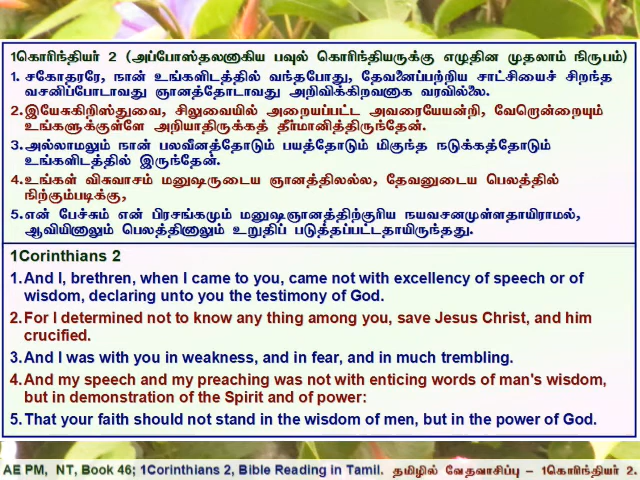 1கொரிந்தியர் 2 (அப்போஸ்தலனாகிய பவுல் கொரிந்தியருக்கு எழுதின முதலாம் நிருபம்)
1. சகோதரரே, நான் உங்களிடத்தில் வந்தபோது, தேவனைப்பற்றிய சாட்சியைச் சிறந்த
வசனிப்போடாவது ஞானத்தோடாவது அறிவிக்கிறவனாக வரவில்லை.
2.இயேசுகிறிஸ்துவை, சிலுவையில் அறையப்பட்ட அவரையேயன்றி, வேறொன்றையும்
உங்களுக்குள்ளே அறியாதிருக்கத் தீர்மானித்திருந்தேன்.
3.அல்லாமலும் நான் பலவீனத்தோடும் பயத்தோடும் மிகுந்த நடுக்கத்தோடும்
உங்களிடத்தில் இருந்தேன்.
4.உங்கள் விசுவாசம் மனுஷருடைய ஞானத்திலல்ல, தேவனுடைய பெலத்தில்
நிற்கும்படிக்கு,
5.என் பேச்சும் என் பிரசங்கமும் மனுஷஞானத்திற்குரிய நயவசனமுள்ளதாயிராமல்,
ஆவியினாலும் பெலத்தினாலும் உறுதிப் படுத்தப்பட்டதாயிருந்தது.
1Corinthians 2
1.And I, brethren, when I came to you, came not with excellency of speech or of
wisdom, declaring unto you the testimony of God.
2.For I determined not to know any thing among you, save Jesus Christ, and him
crucified.
3.And I was with you in weakness, and in fear, and in much trembling.
4.And my speech and my preaching was not with enticing words of man's wisdom,
but in demonstration of the Spirit and of power:
5.That your faith should not stand in the wisdom of men, but in the power of God.
AE PM, NT, Book 46; 1Corinthians 2, Bible Reading in Tamil. தமிழில் வேதவாசிப்பு – 1கொரிந்தியர் 2.